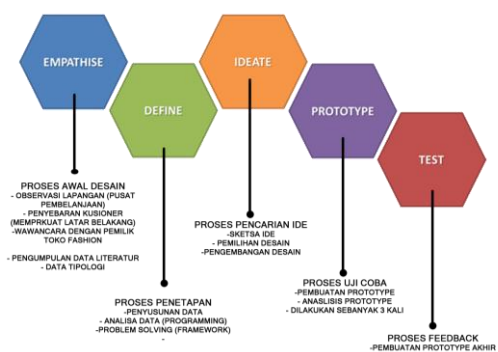 EMPATHISE
DEFINE
IDEATE
PROTOTYPE
TEST
PROSES AWAL DESAIN
- OBSERVASI LAPANGAN (PUSAT
PEMBELANJAAN)
- PENYEBARAN KUSIONER
(MEMPRKUAT LATAR BELAKANG)
-WAWANCARA DENGAN PEMILIK
TOKO FASHION
- PENGUMPULAN DATA LITERATUR
- DATA TIPOLOGI
PROSES PENETAPAN
-PENYUSUNAN DATA
- ANALISA DATA (PROGRAMMING)
-PROBLEM SOLVING (FRAMEWORK)
-
PROSES PENCARIAN IDE
-SKETSA IDE
- PEMILIHAN DESAIN
-PENGEMBANGAN DESAIN
PROSES UJI COBA
-PEMBUATAN PROTOTYPE
- ANASLISIS PROTOTYPE
- DILAKUKAN SEBANYAK 3 KALI
PROSES FEEDBACK
-PEMBUATAN PROTOTYPE AKHIR